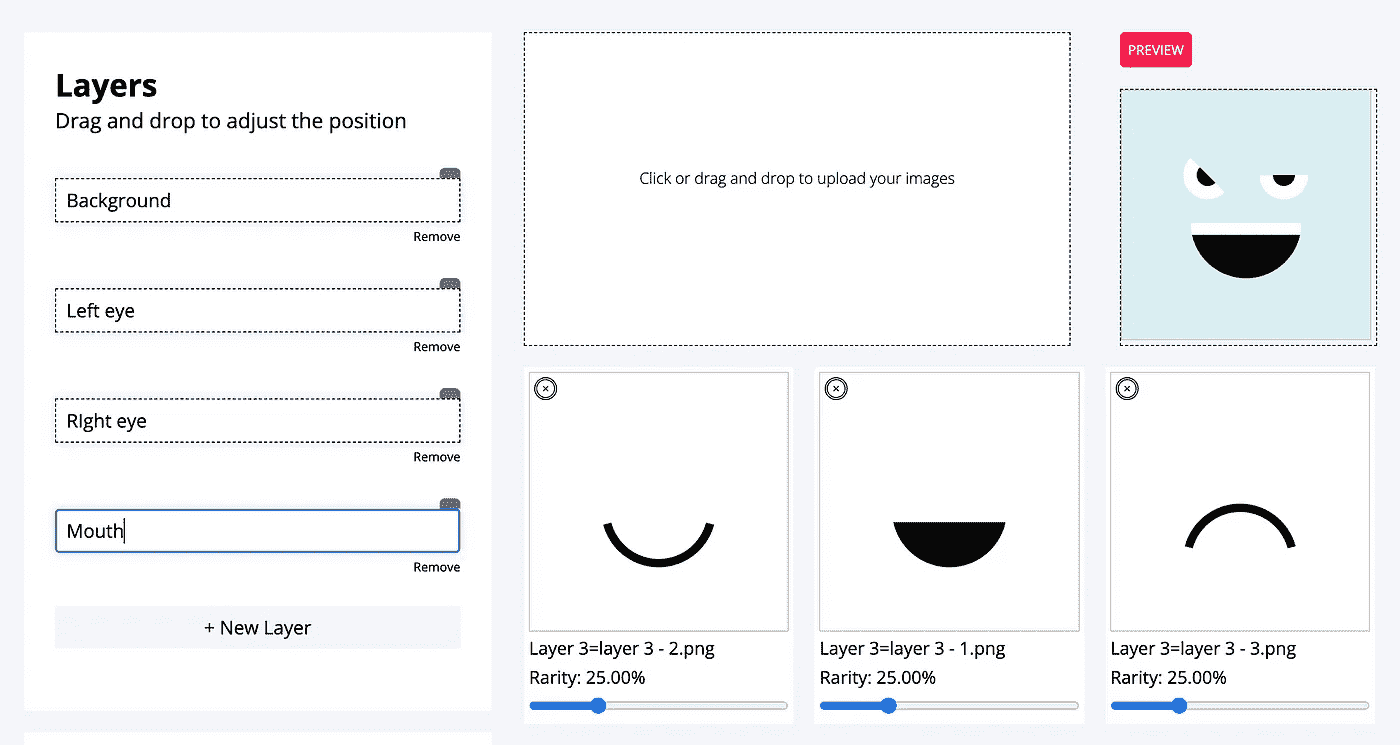 Layers
Drag and drop to adjust the position
Background
Remove
Left eye
Remove
RIght eye
Remove
Mouth
Remove
+ New Layer
Click or drag and drop to upload your images
PREVIEW
Layer 3=layer 3 - 2.png
Rarity: 25.00%
Layer 3=layer 3 - 1.png
Rarity: 25.00%
Layer 3=layer 3 - 3.png
Rarity: 25.00%